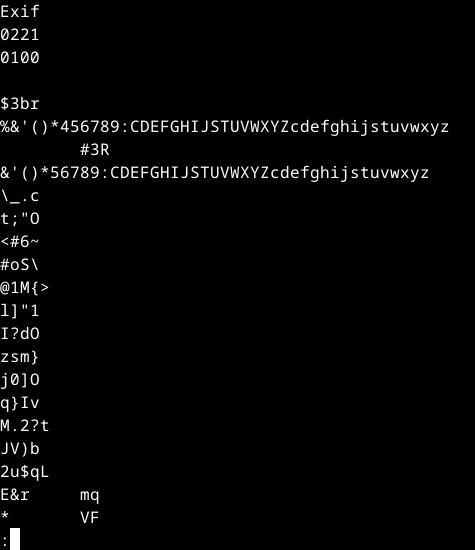 Exif
0221
0100

$3br
%&'()*456789:CDEFGHIJSTUVWXYZcdefghijstuvwxyz
        #3R
&'()*56789:CDEFGHIJSTUVWXYZcdefghijstuvwxyz
\_.c
t;"O
<#6~
#oS\
@1M{>
l]"1
I?dO
zsm}
j0]O
q}Iv
M.2?t
JV)b
2u$qL
E&r     mq
*       VF
: